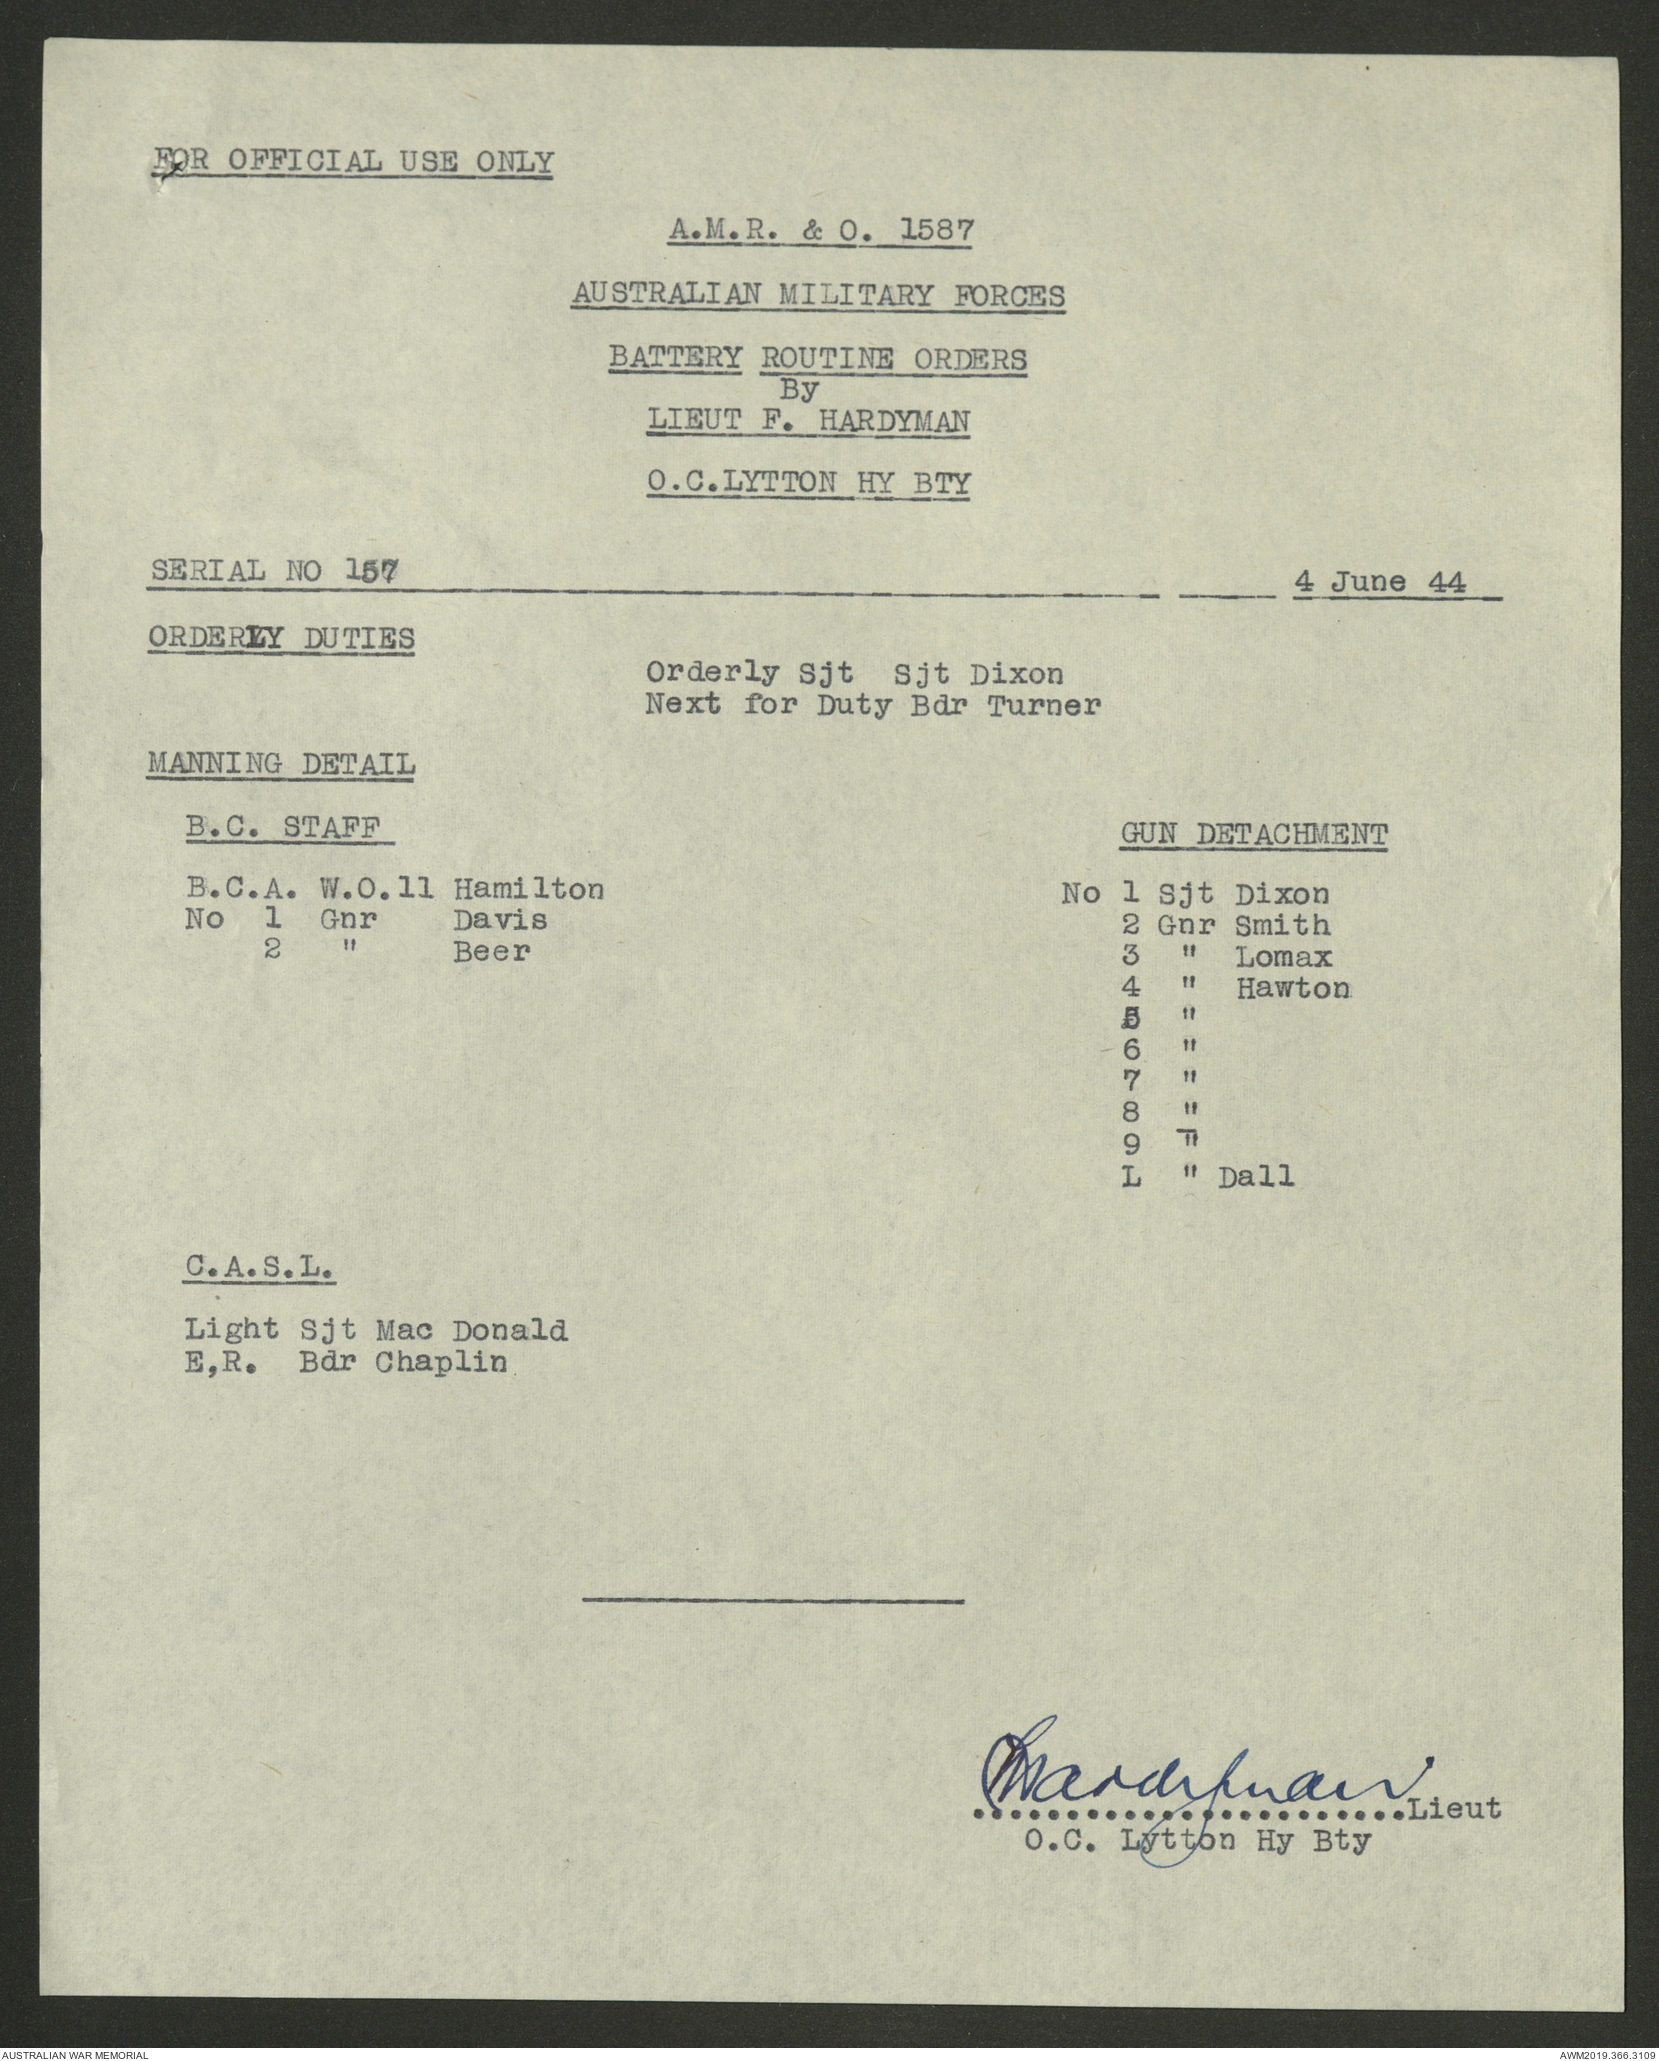 FOR OFFICIAL USE ONLY
A.M.R. & O. 1587
AUSTRALIAN MILITARY FORCES
BATTERY ROUTINE ORDERS
By
LIEUT F. HARDYMAN
O.C.LYTTON HY BTY
SERIAL NO 157
4 June 44
ORDERLY DUTIES
Orderly Sjt Sjt Dixon
Next for Duty Bdr Turner
MANNING DETAIL
B.C. STAFF
B.C.A. W.O.11 Hamilton
No 1 Gnr Davis
2 " Beer
GUN DETACHMENT
No 1 Sjt Dixon
2 Gnr Smith
3 " Lomax
4 " Hawton
5 "
6 "
7 "
8 "
9 "
L " Dall
C.A.S.L.
Light Sjt Mac Donald
E,R. Bdr Chaplin
Hardyman
.......................Lieut
O.C. Lytton Hy Bty
AUSTRALIAN WAR MEMORIAL
AWM2019.366.3109